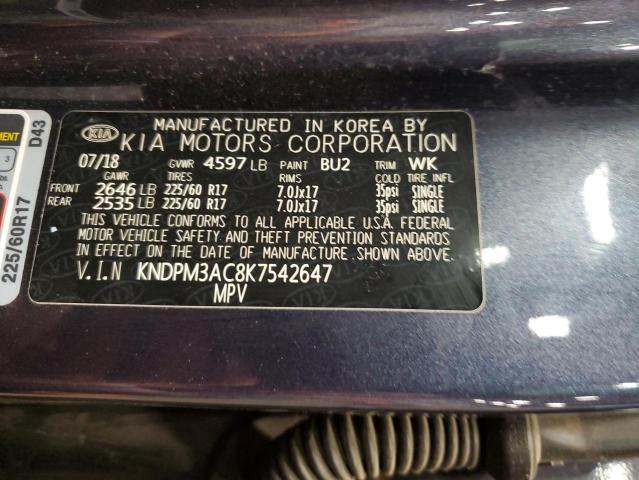 MANUFACTURED IN KOREA BY
KIA KIA MOTORS CORPORATION
07/18 GVWR 4597 LB PAINT BU2 TRIM WK
GAWR TIRES RIMS COLD TIRE INFL
FRONT 2646 LB 225/60 R17 7.0Jx17 35psi SINGLE
REAR 2535 LB 225/60 R17 7.0Jx17 35psi SINGLE
THIS VEHICLE CONFORMS TO ALL APPLICABLE U.S.A. FEDERAL
MOTOR VEHICLE SAFETY AND THEFT PREVENTION STANDARDS
IN EFFECT ON THE DATE OF MANUFACTURE SHOWN ABOVE.
V.I.N KNDPM3AC8K7542647
MPV
D43
225/60R17
3